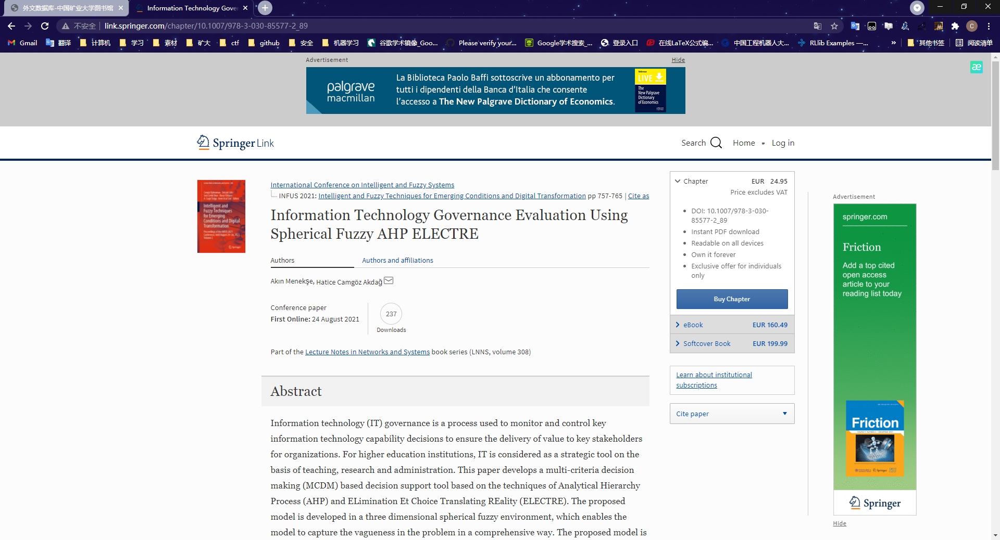 外文数据库-中国矿业大学图书馆
Information Technology Gove
不安全
link.springer.com/chapter/10.1007/978-3-030-85577-2_89
C
Gmail
翻译
计算机
学习
素材
矿大
ctf
github
安全
机器学习
谷歌学术镜像_Goo...
Please verify your...
Google学术搜索_...
登录入口
在线LaTeX公式编...
中国工程机器人大...
RLlib Examples —...
»
其他书签
阅读清单
Advertisement
Hide
palgrave
macmillan
La Biblioteca Paolo Baffi sottoscrive un abbonamento per
tutti i dipendenti della Banca d'Italia che consente
l'accesso a The New Palgrave Dictionary of Economics.
Reference
LIVE
The
New Palgrave
Dictionary
of Economics
æ
Springer Link
Search
Home
Log in
Intelligent and
Fuzzy Techniques
for Emerging
Conditions and Digital
Transformation
International Conference on Intelligent and Fuzzy Systems
INFUS 2021: Intelligent and Fuzzy Techniques for Emerging Conditions and Digital Transformation pp 757-765 | Cite as
Information Technology Governance Evaluation Using
Spherical Fuzzy AHP ELECTRE
Authors
Authors and affiliations
Akın Menekşe, Hatice Camgöz Akdağ
Conference paper
First Online: 24 August 2021
237
Downloads
Part of the Lecture Notes in Networks and Systems book series (LNNS, volume 308)
Abstract
Information technology (IT) governance is a process used to monitor and control key
information technology capability decisions to ensure the delivery of value to key stakeholders
for organizations. For higher education institutions, IT is considered as a strategic tool on the
basis of teaching, research and administration. This paper develops a multi-criteria decision
making (MCDM) based decision support tool based on the techniques of Analytical Hierarchy
Process (AHP) and ELimination Et Choice Translating REality (ELECTRE). The proposed
model is developed in a three dimensional spherical fuzzy environment, which enables the
model to capture the vagueness in the problem in a comprehensive way. The proposed model is
Chapter
EUR 24.95
Price excludes VAT
DOI: 10.1007/978-3-030-
85577-2_89
Instant PDF download
Readable on all devices
Own it forever
Exclusive offer for individuals
only
Buy Chapter
eBook
EUR 160.49
Softcover Book
EUR 199.99
Learn about institutional
subscriptions
Cite paper
Advertisement
springer.com
Friction
Add a top cited
open access
article to your
reading list today
Friction
Springer
Hide